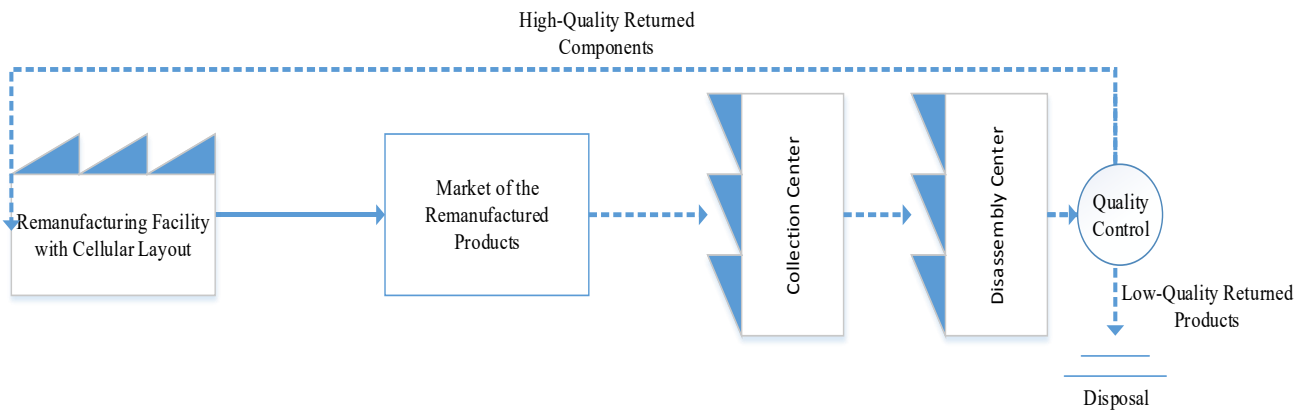 High-Quality Returned
Components
Remanufacturing Facility
with Cellular Layout
Market of the
Remanufactured
Products
Collection Center
Disassembly Center
Quality
Control
Low-Quality Returned
Products
Disposal